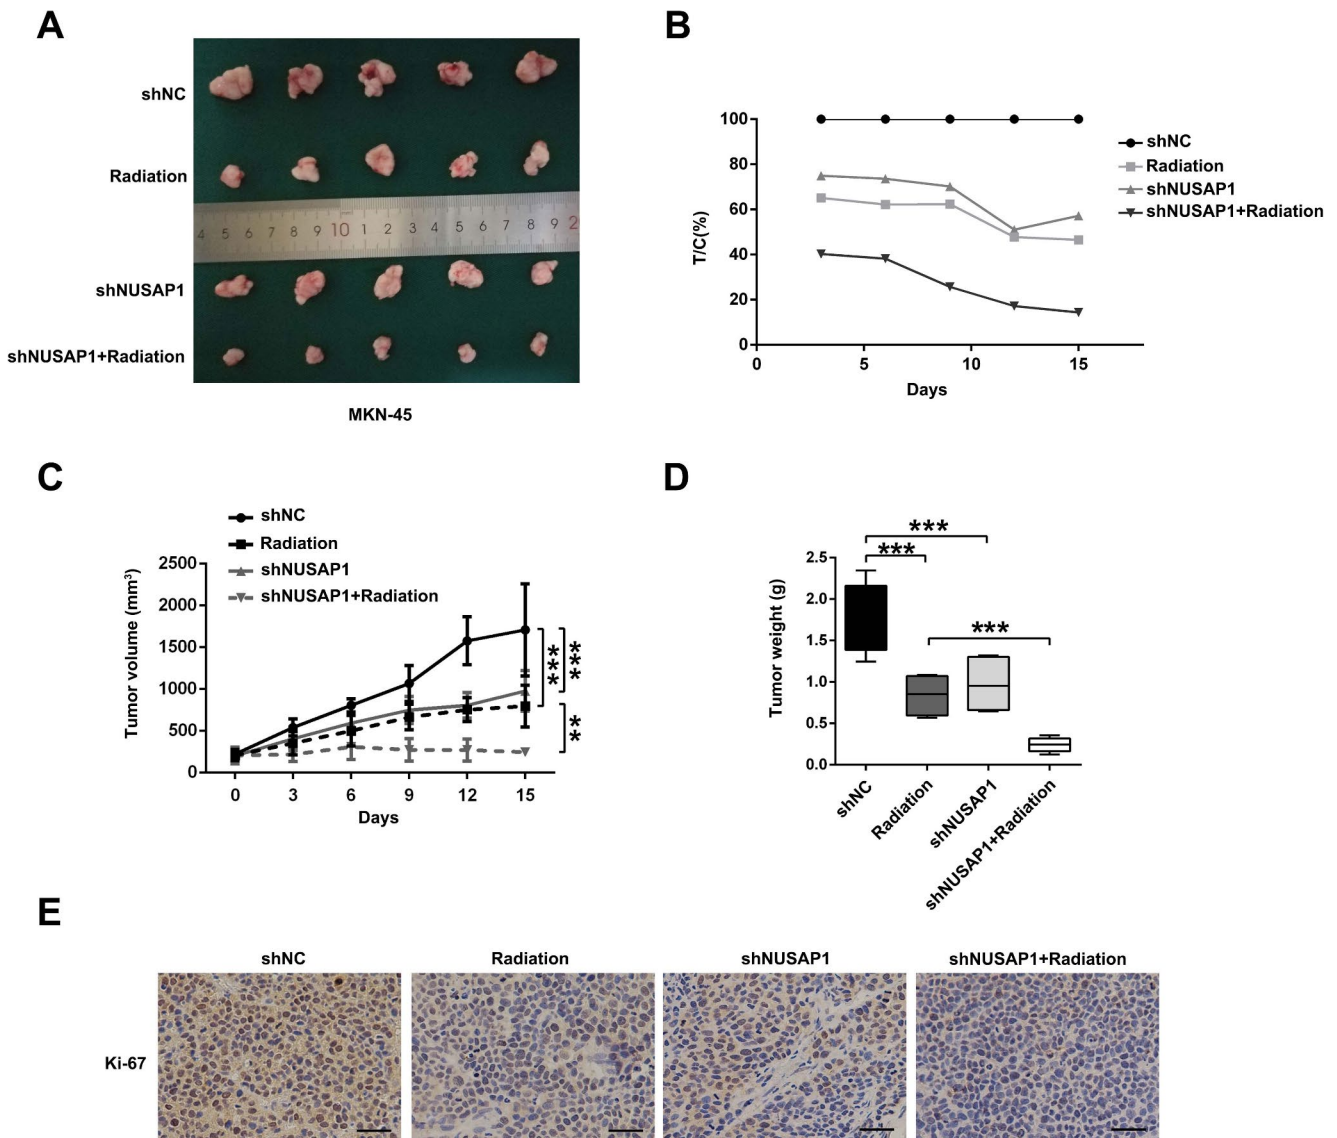 A
shNC
Radiation
4 5 6 7 8 9 10 1 2 3 4 5 6 7 8 9 2
shNUSAP1
shNUSAP1+Radiation
MKN-45
B
100
80
60
40
20
0
T/C(%)
0 5 10 15
Days
shNC
Radiation
shNUSAP1
shNUSAP1+Radiation
C
shNC
Radiation
shNUSAP1
shNUSAP1+Radiation
2500
2000
1500
1000
500
0
Tumor volume (mm³)
0 3 6 9 12 15
Days
***
***
**
D
***
***
***
2.5
2.0
1.5
1.0
0.5
0.0
Tumor weight (g)
shNC
Radiation
shNUSAP1
shNUSAP1+Radiation
E
shNC Radiation shNUSAP1 shNUSAP1+Radiation
Ki-67